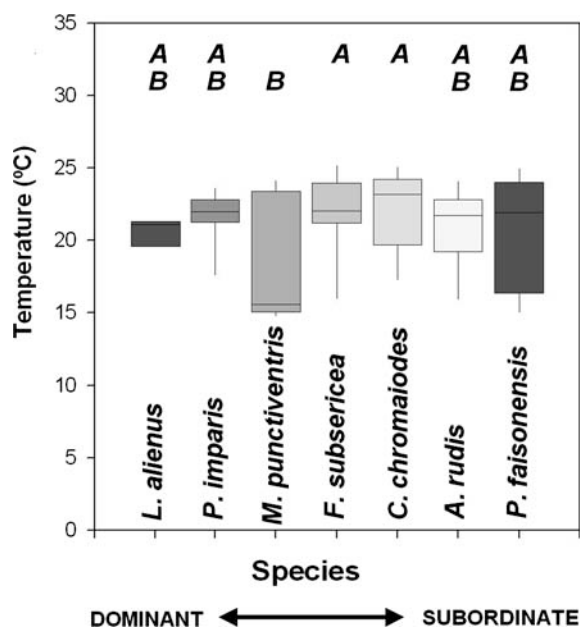 35
30
25
20
15
10
5
0
Temperature (ºC)
A A A A A A
B B B B B
L. alienus
P. imparis
M. punctiventris
F. subsericea
C. chromaiodes
A. rudis
P. faisonensis
Species
DOMINANT SUBORDINATE